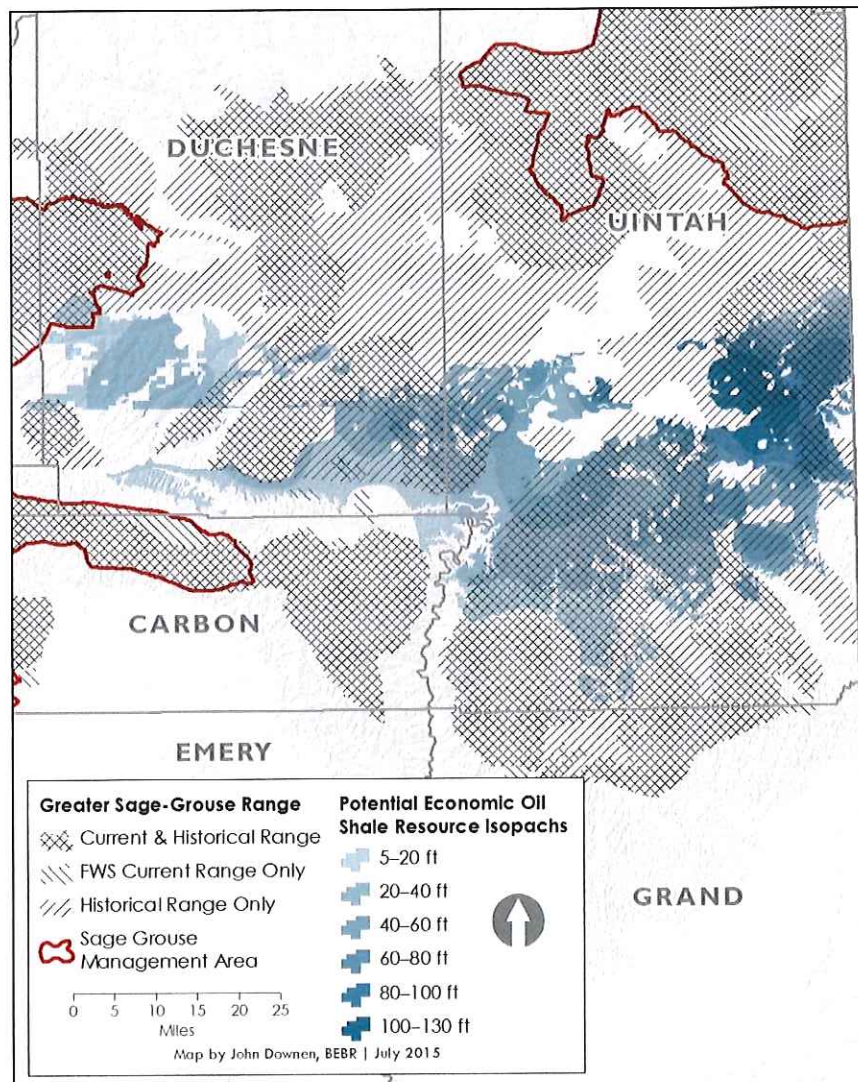 DUCHESNE
UINTAH
CARBON
EMERY
GRAND
Greater Sage-Grouse Range
Current & Historical Range
FWS Current Range Only
Historical Range Only
Sage Grouse
Management Area
0 5 10 15 20 25
Miles
Potential Economic Oil
Shale Resource Isopachs
5–20 ft
20–40 ft
40–60 ft
60–80 ft
80–100 ft
100–130 ft
Map by John Downen, BEBR | July 2015